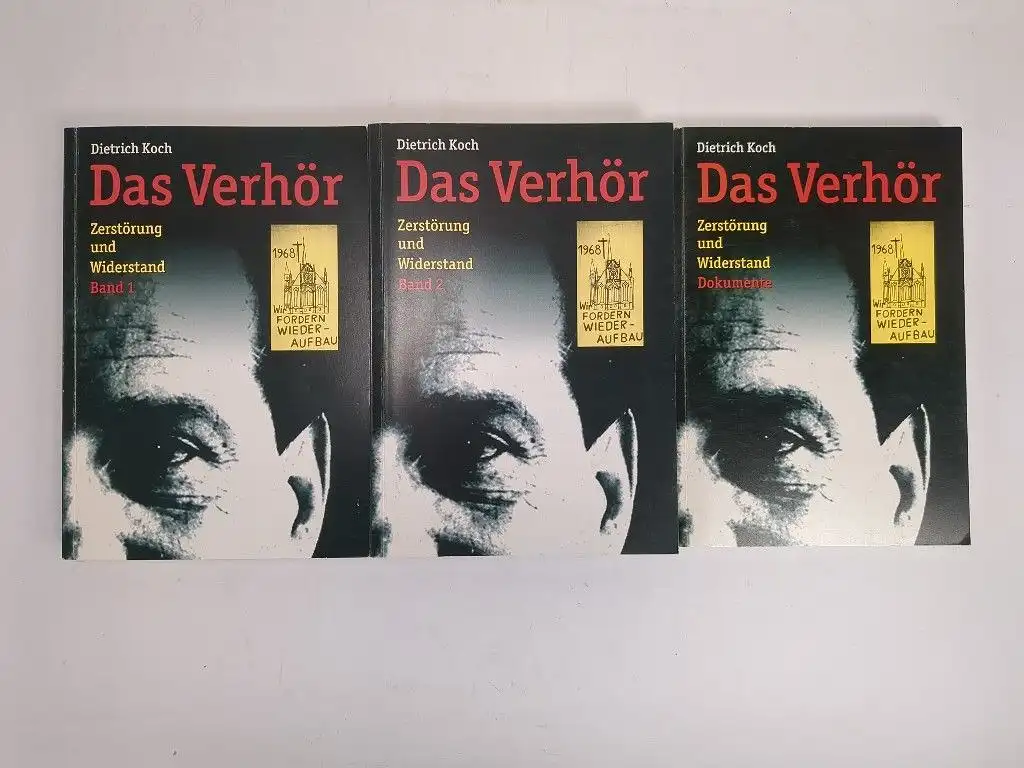 Dietrich Koch
Das Verhör
Zerstörung
und
Widerstand
Band 1
1968
Wir
FORDERN
WIEDER-
AUFBAU
Dietrich Koch
Das Verhör
Zerstörung
und
Widerstand
Band 2
1968
Wir
FORDERN
WIEDER-
AUFBAU
Dietrich Koch
Das Verhör
Zerstörung
und
Widerstand
Dokumente
1968
Wir
FORDERN
WIEDER-
AUFBAU